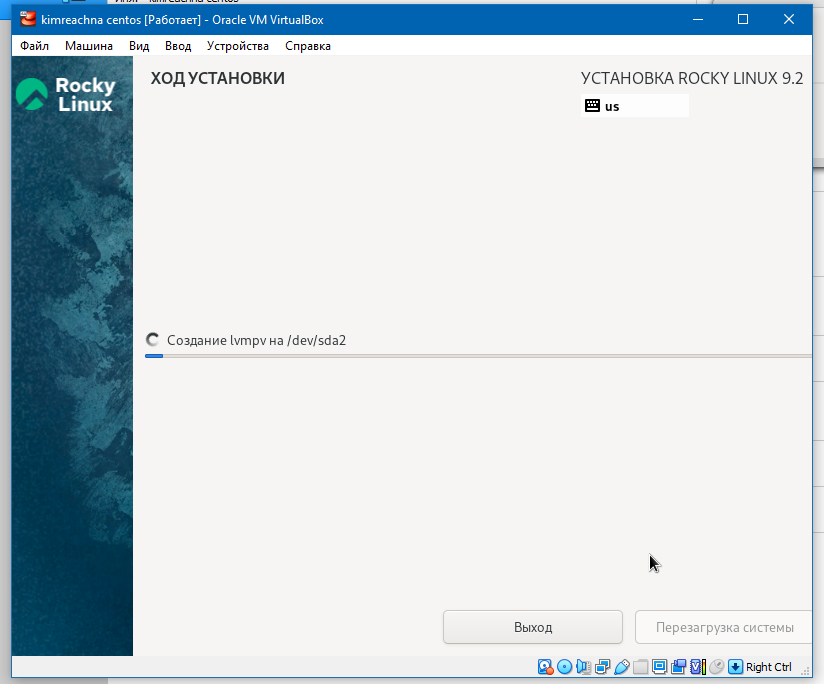 kimreachna centos [Работает] - Oracle VM VirtualBox
Файл Машина Вид Ввод Устройства Справка
Rocky
Linux
ХОД УСТАНОВКИ
УСТАНОВКА ROCKY LINUX 9.2
us
Создание lvmpv на /dev/sda2
Выход
Перезагрузка системы
Right Ctrl